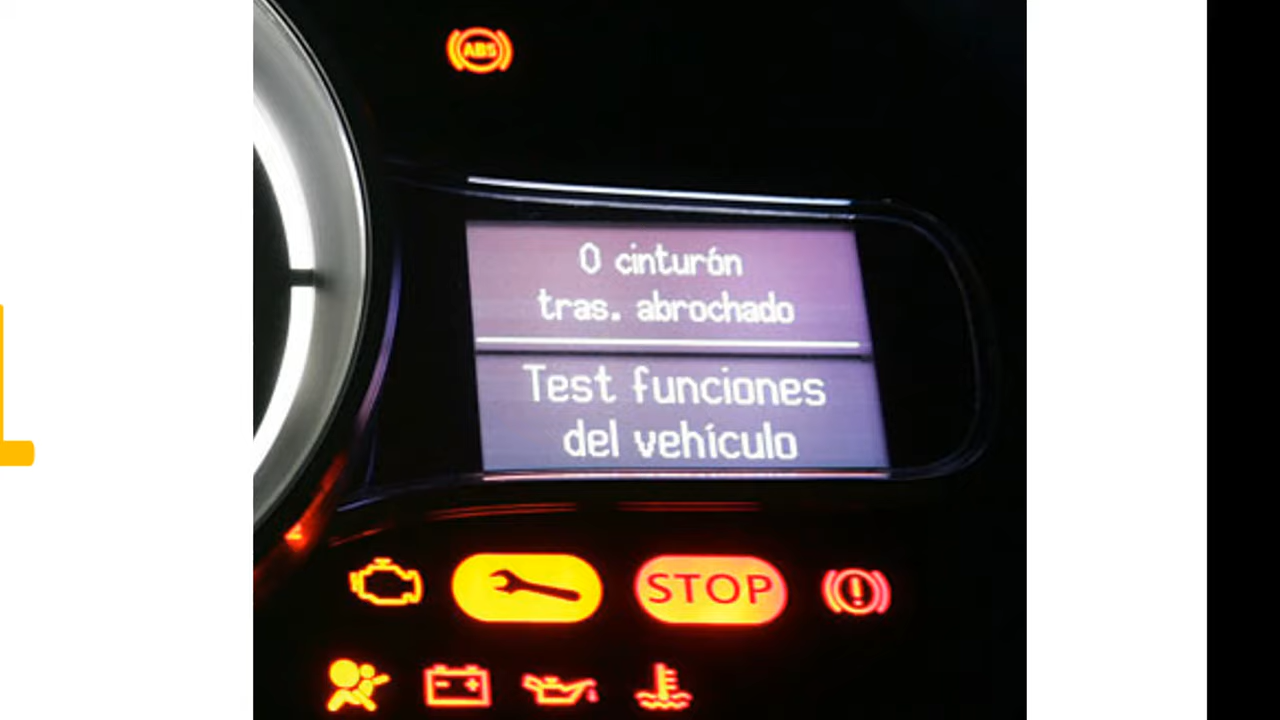 ABS
0 cinturón
tras. abrochado
Test funciones
del vehículo
STOP